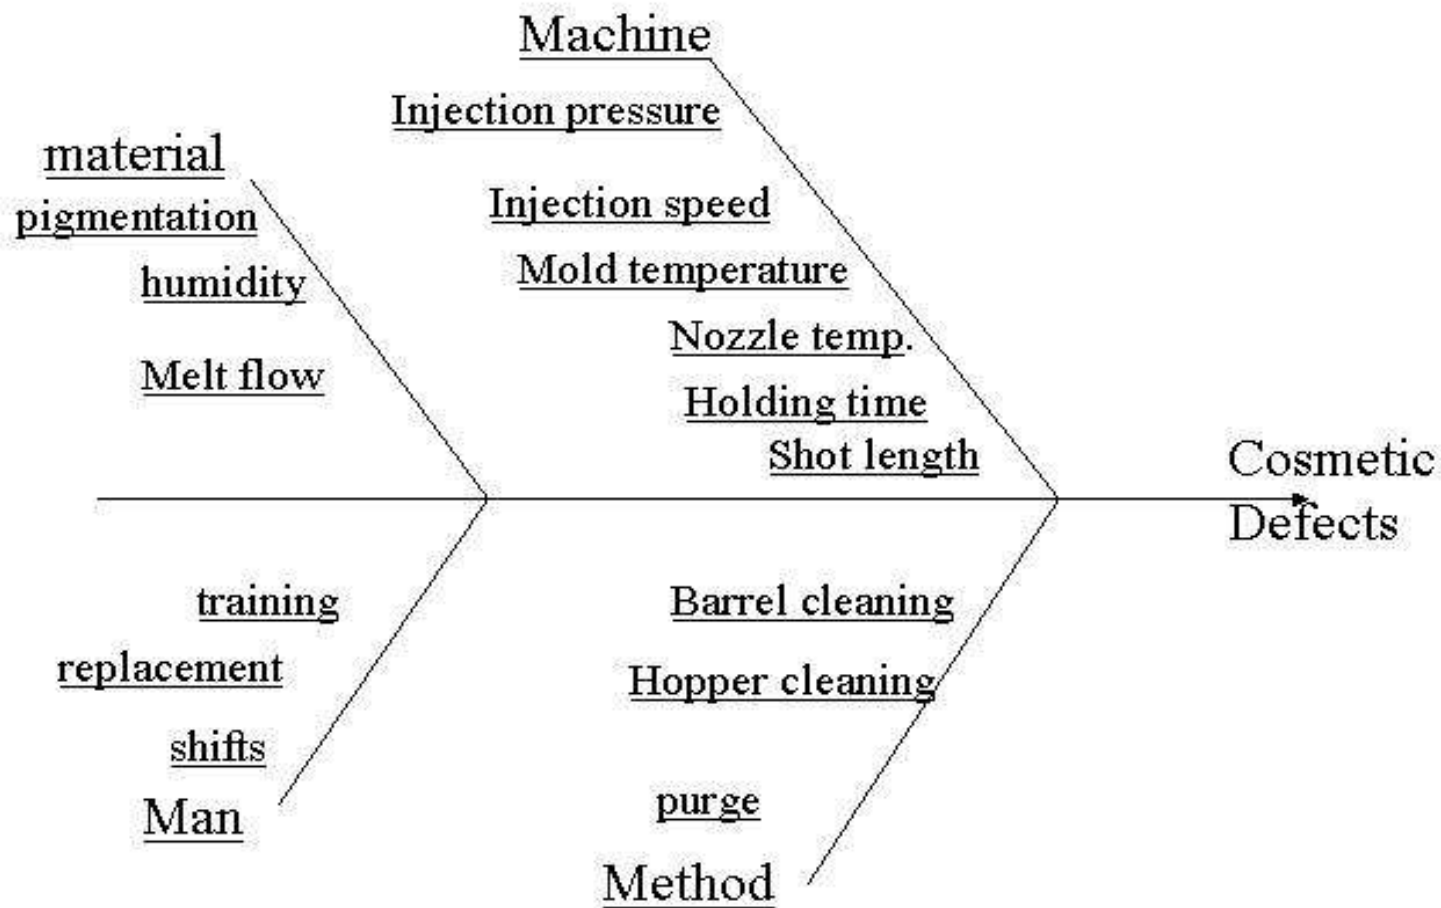 Machine
Injection pressure
Injection speed
Mold temperature
Nozzle temp.
Holding time
Shot length
material
pigmentation
humidity
Melt flow
Cosmetic
Defects
training
replacement
shifts
Man
Barrel cleaning
Hopper cleaning
purge
Method